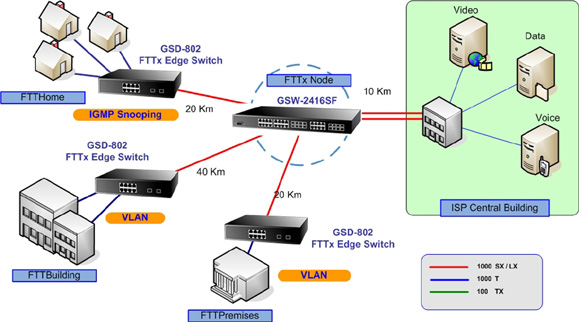 GSD-802
FTTx Edge Switch
FTTHome
IGMP Snooping
20 Km
FTTx Node
GSW-2416SF
10 Km
Video
Data
Voice
ISP Central Building
GSD-802
FTTx Edge Switch
40 Km
VLAN
FTTBuilding
20 Km
GSD-802
FTTx Edge Switch
VLAN
FTTPremises
1000 SX / LX
1000 T
100 TX